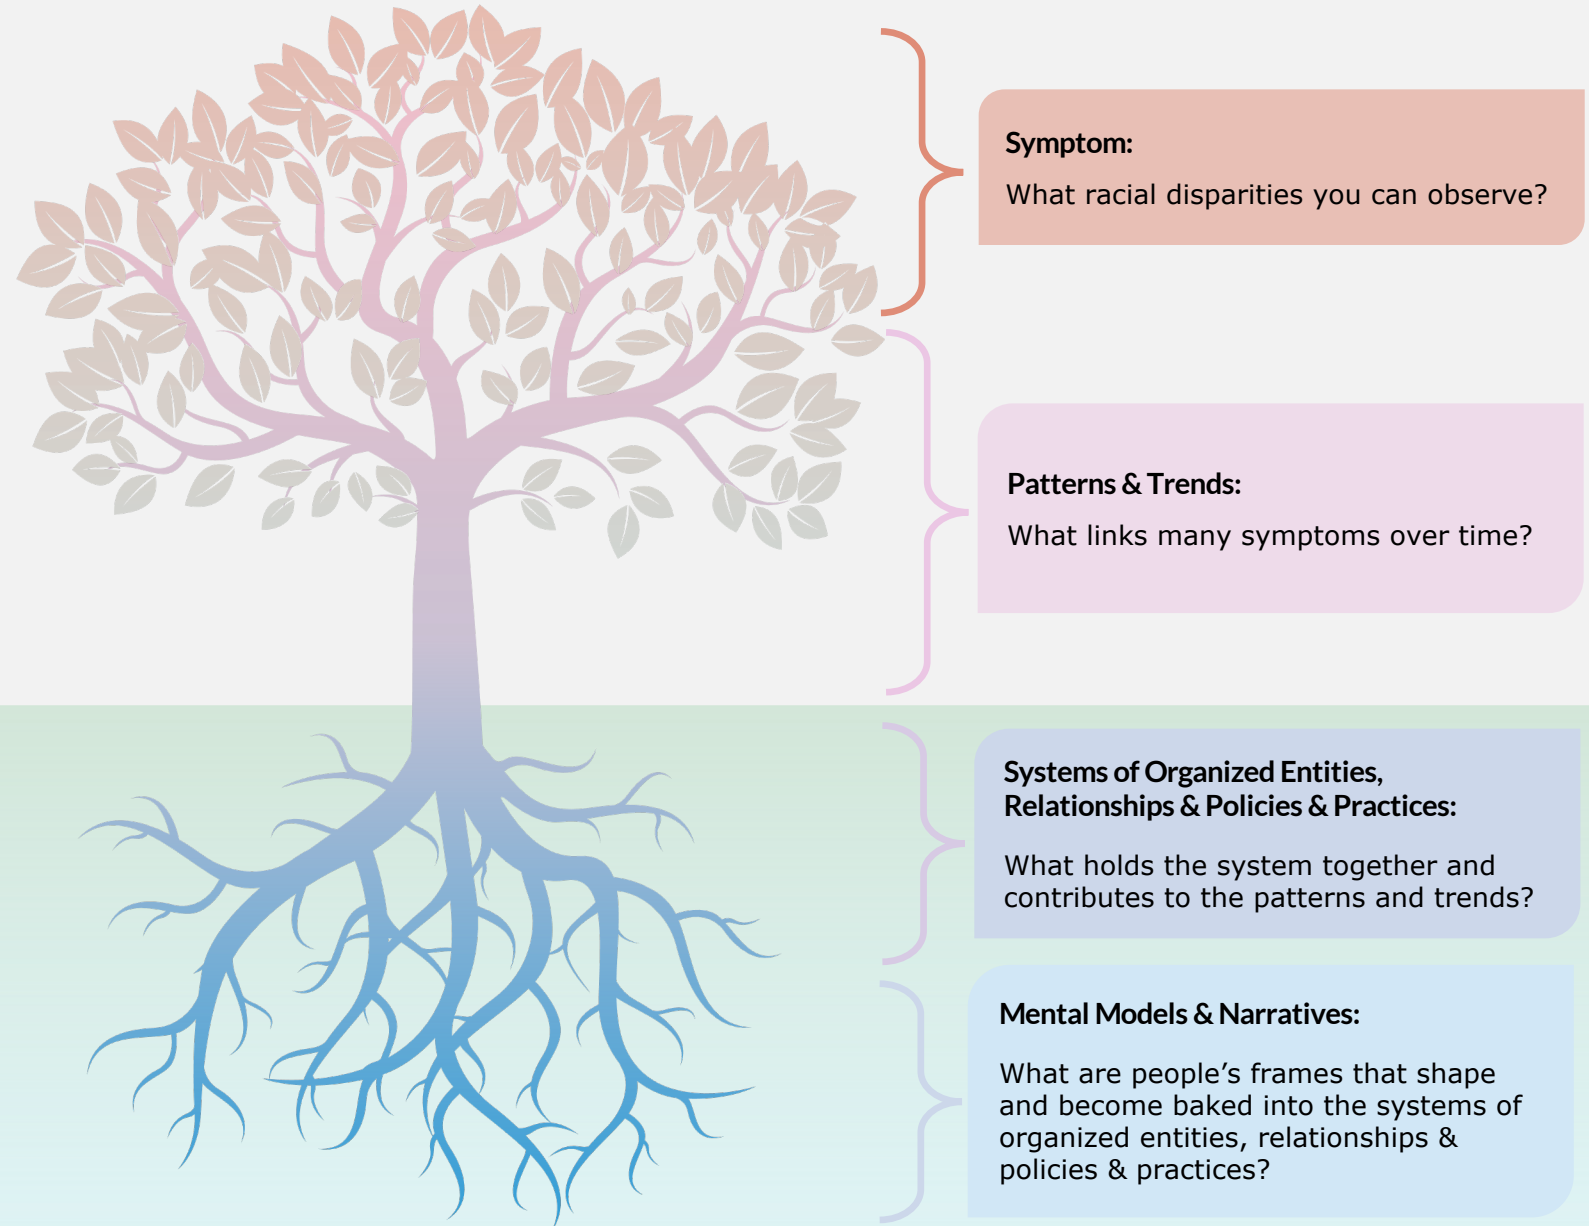 Symptom:
What racial disparities you can observe?
Patterns & Trends:
What links many symptoms over time?
Systems of Organized Entities,
Relationships & Policies & Practices:
What holds the system together and
contributes to the patterns and trends?
Mental Models & Narratives:
What are people’s frames that shape
and become baked into the systems of
organized entities, relationships &
policies & practices?